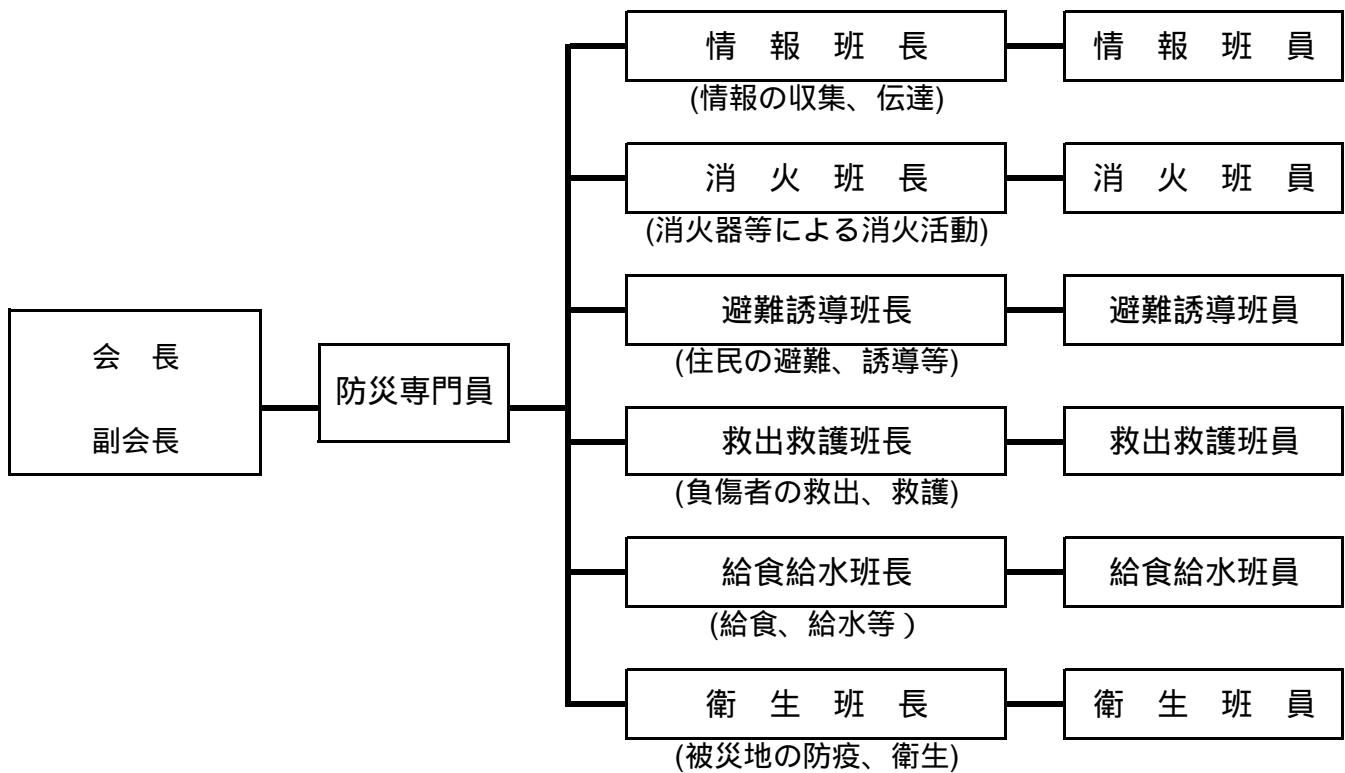 情　報　班　長
情　報　班　員
(情報の収集、伝達)
消　火　班　長
消　火　班　員
(消火器等による消火活動)
避難誘導班長
避難誘導班員
(住民の避難、誘導等)
会　長
副会長
防災専門員
救出救護班長
救出救護班員
(負傷者の救出、救護)
給食給水班長
給食給水班員
(給食、給水等 )
衛　生　班　長
衛　生　班　員
(被災地の防疫、衛生)